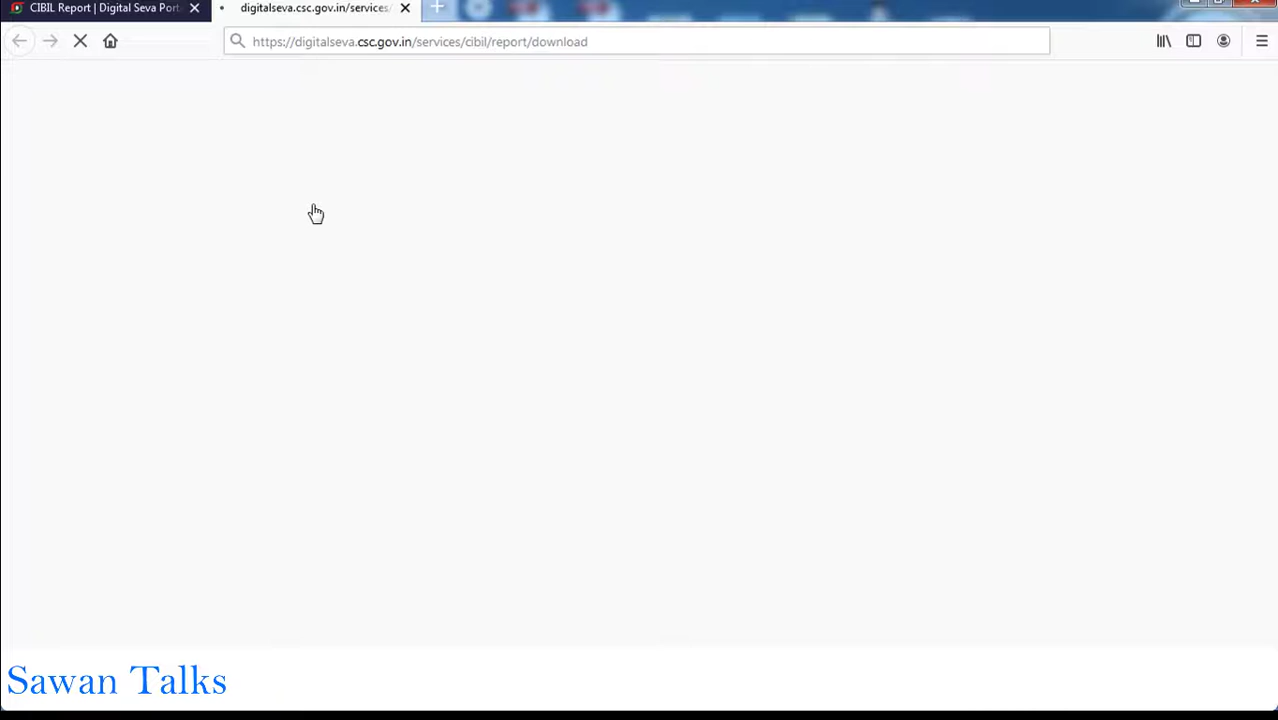 CIBIL Report | Digital Seva Port
digitalseva.csc.gov.in/services/
https://digitalseva.csc.gov.in/services/cibil/report/download
Sawan Talks